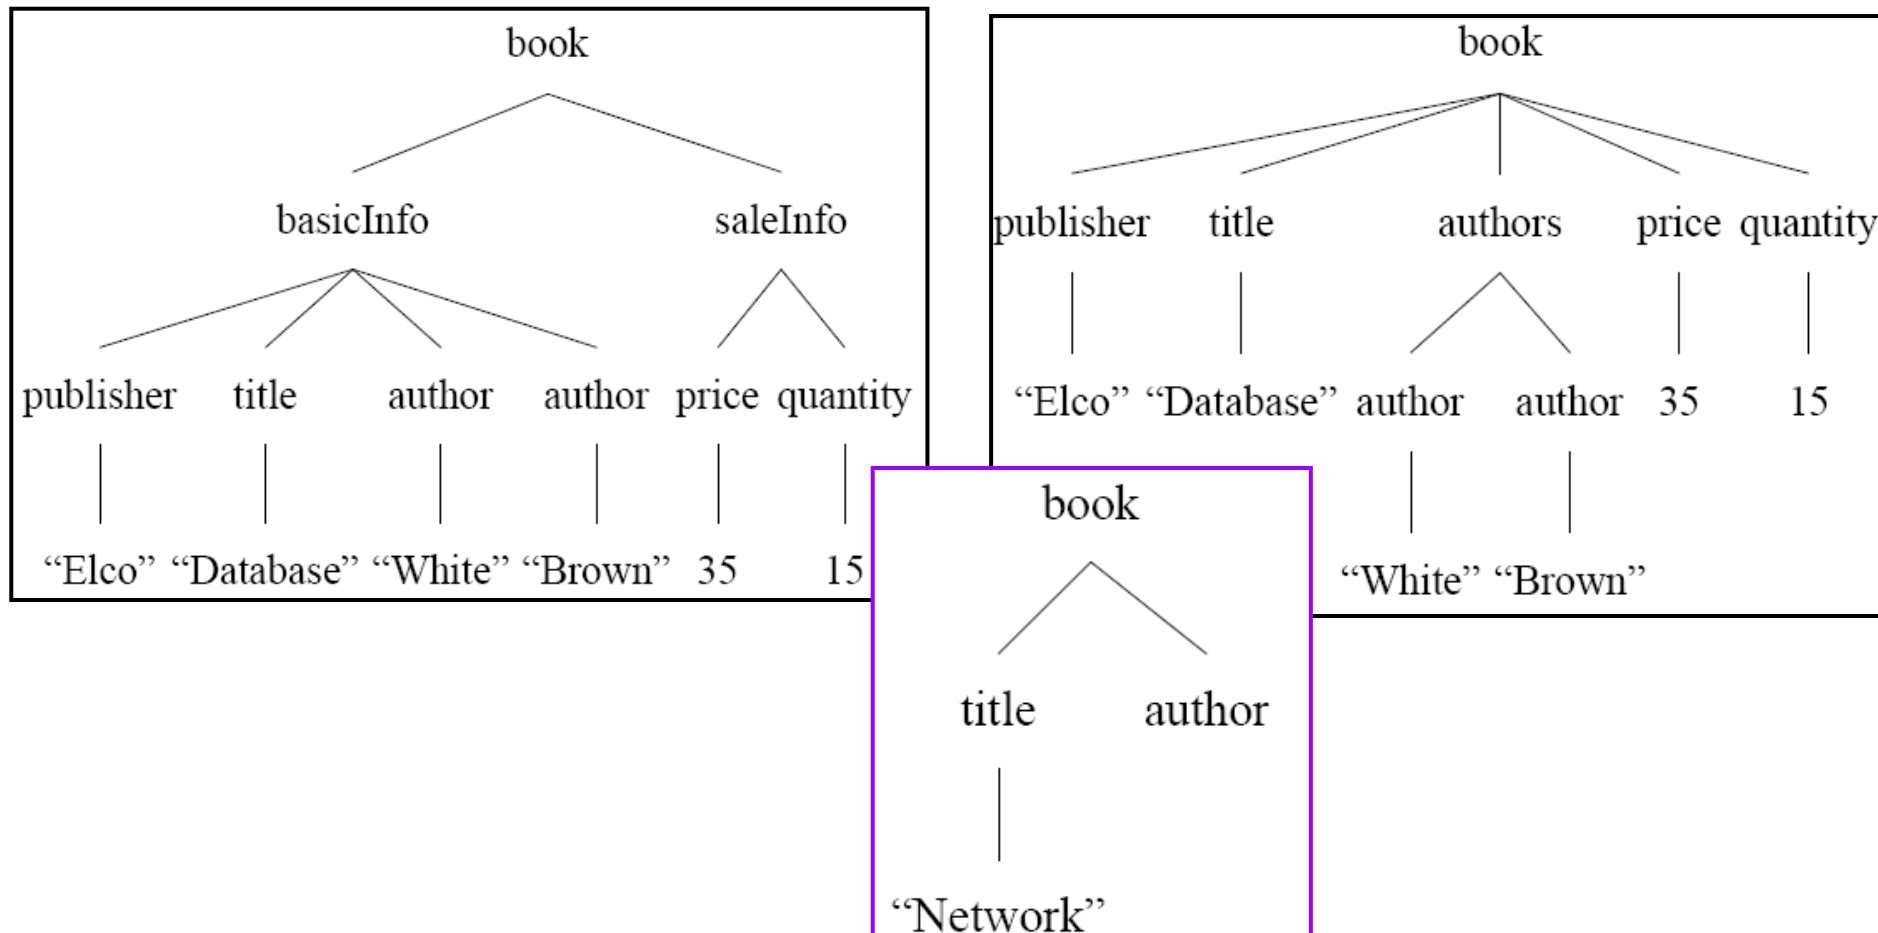 book
basicInfo saleInfo
publisher title author author price quantity
“Elco” “Database” “White” “Brown” 35 15
book
publisher title authors price quantity
“Elco” “Database” author author 35 15
“White” “Brown”
book
title author
“Network”